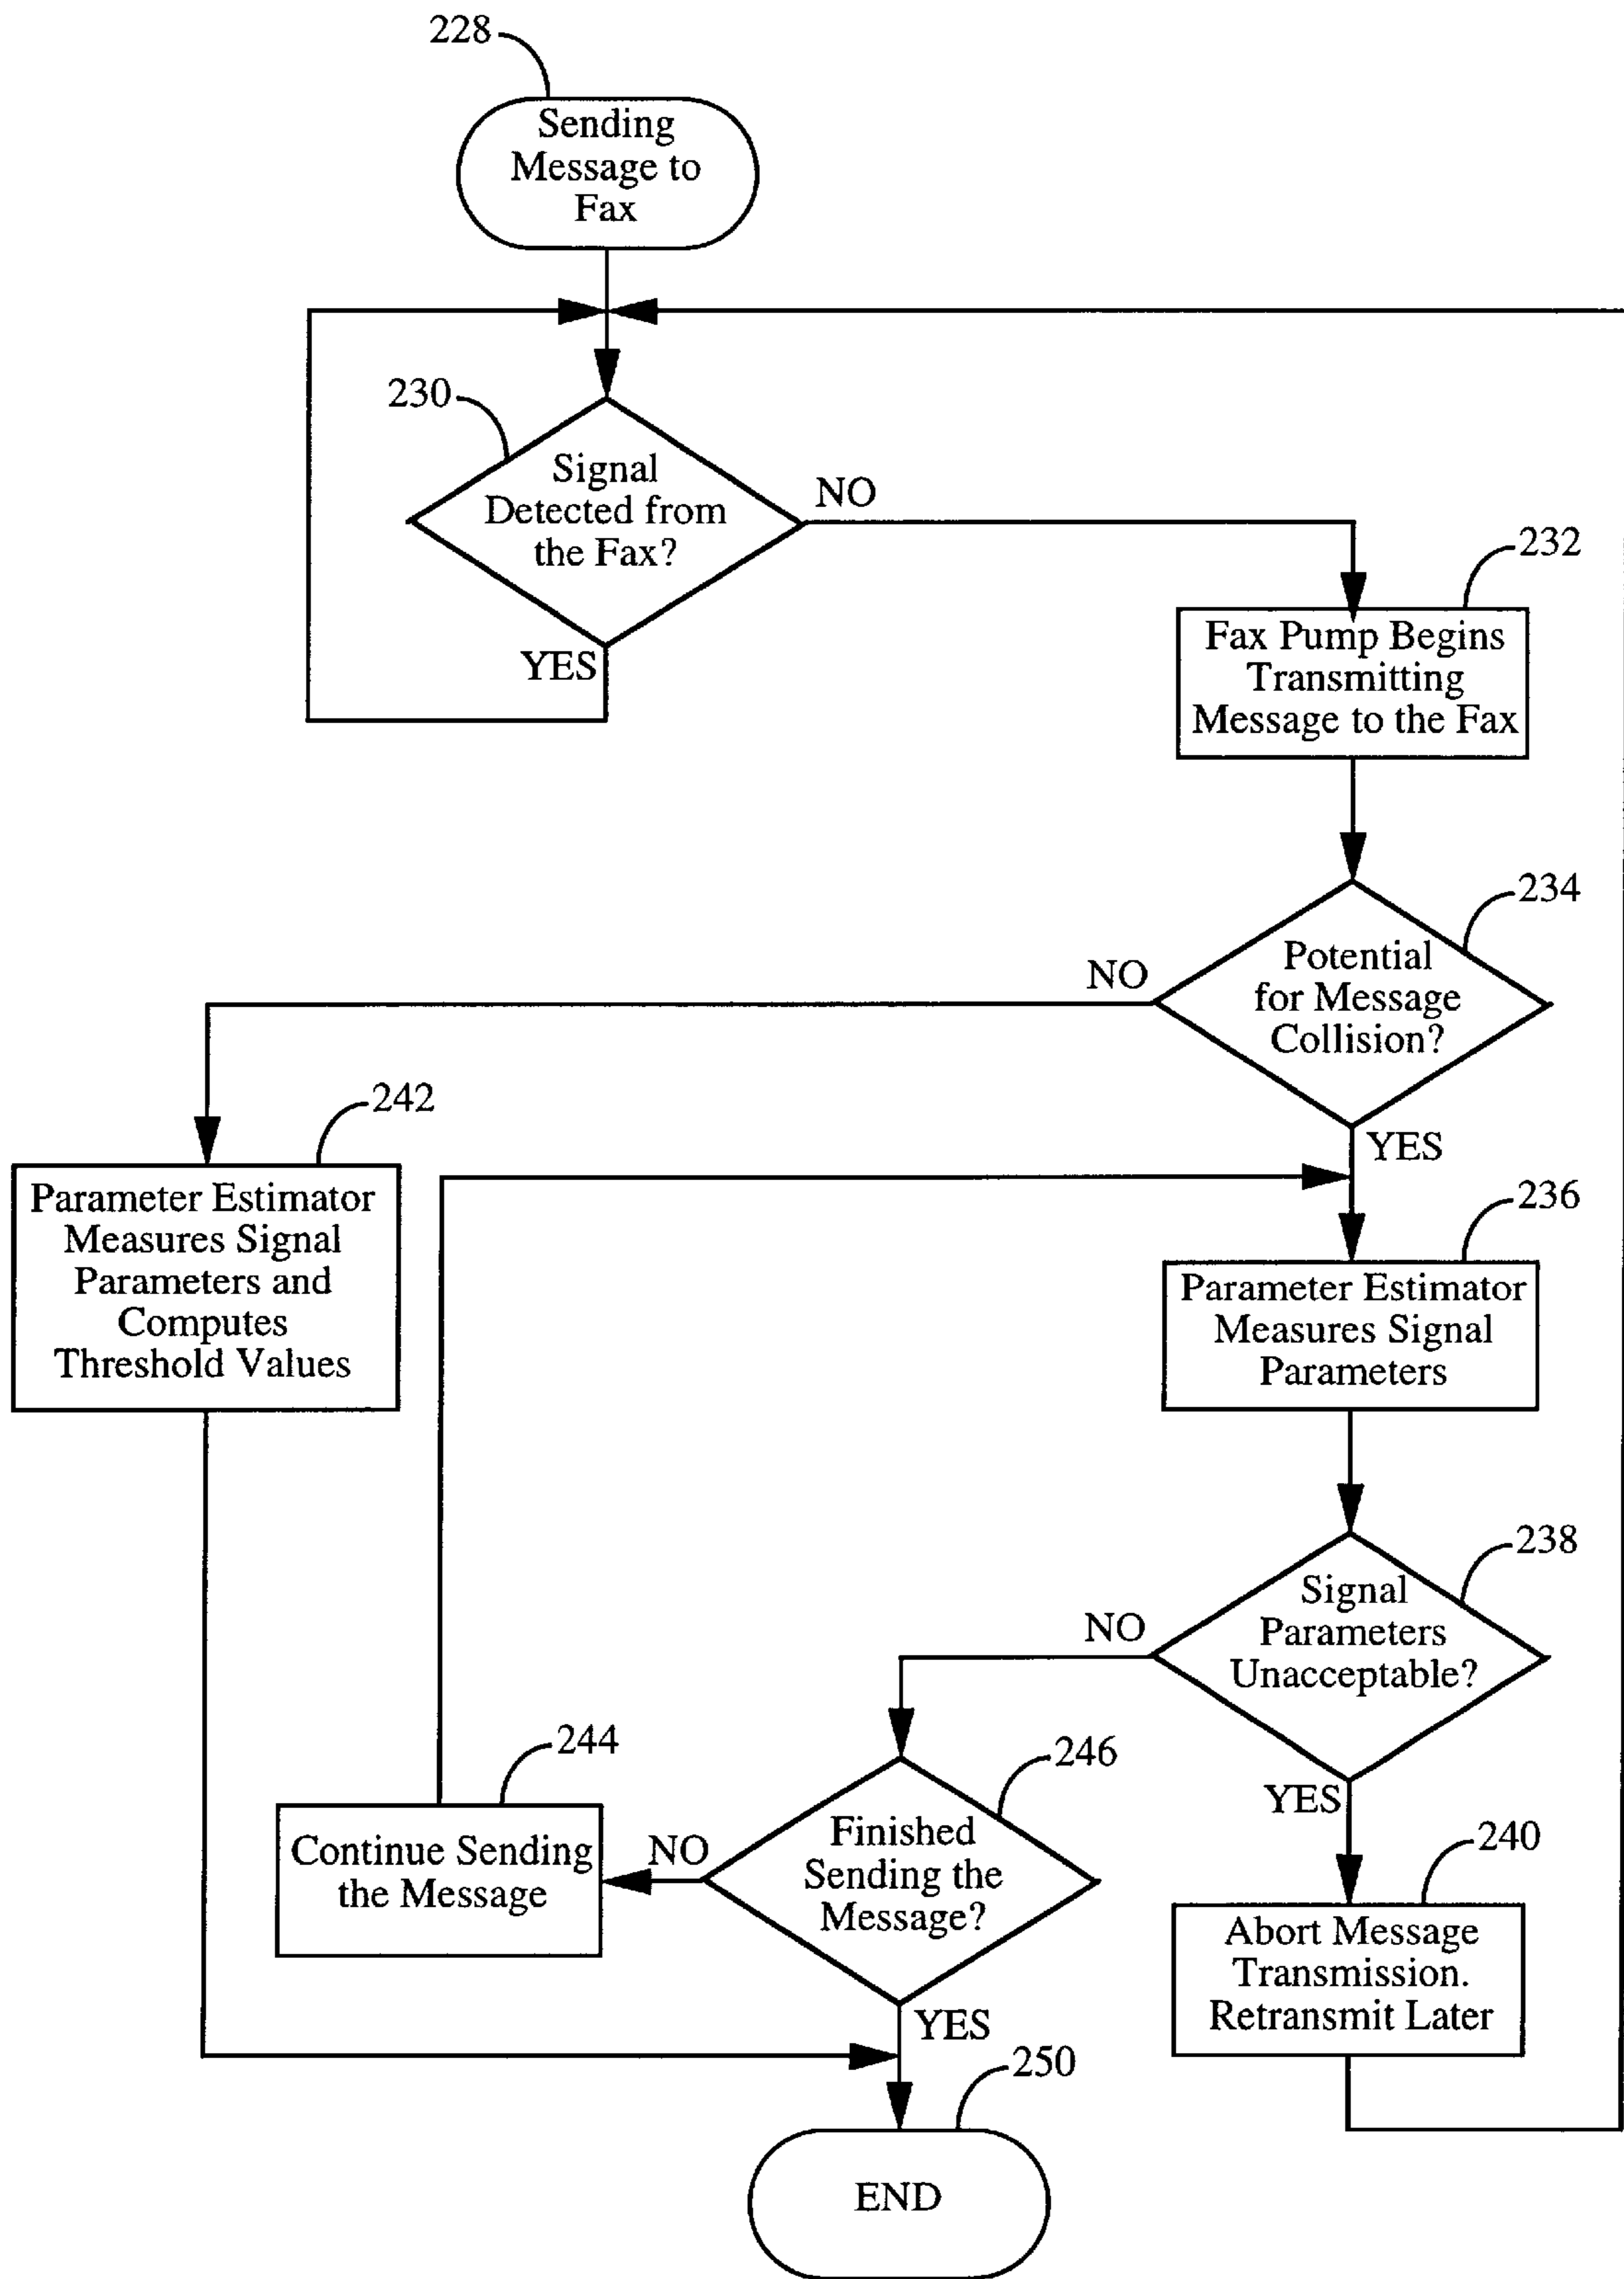 228
Sending
Message to
Fax
230
Signal
Detected from
the Fax?
NO
YES
232
Fax Pump Begins
Transmitting
Message to the Fax
234
Potential
for Message
Collision?
NO
YES
242
Parameter Estimator
Measures Signal
Parameters and
Computes
Threshold Values
236
Parameter Estimator
Measures Signal
Parameters
238
Signal
Parameters
Unacceptable?
NO
YES
244
Continue Sending
the Message
246
Finished
Sending the
Message?
NO
YES
240
Abort Message
Transmission.
Retransmit Later
250
END